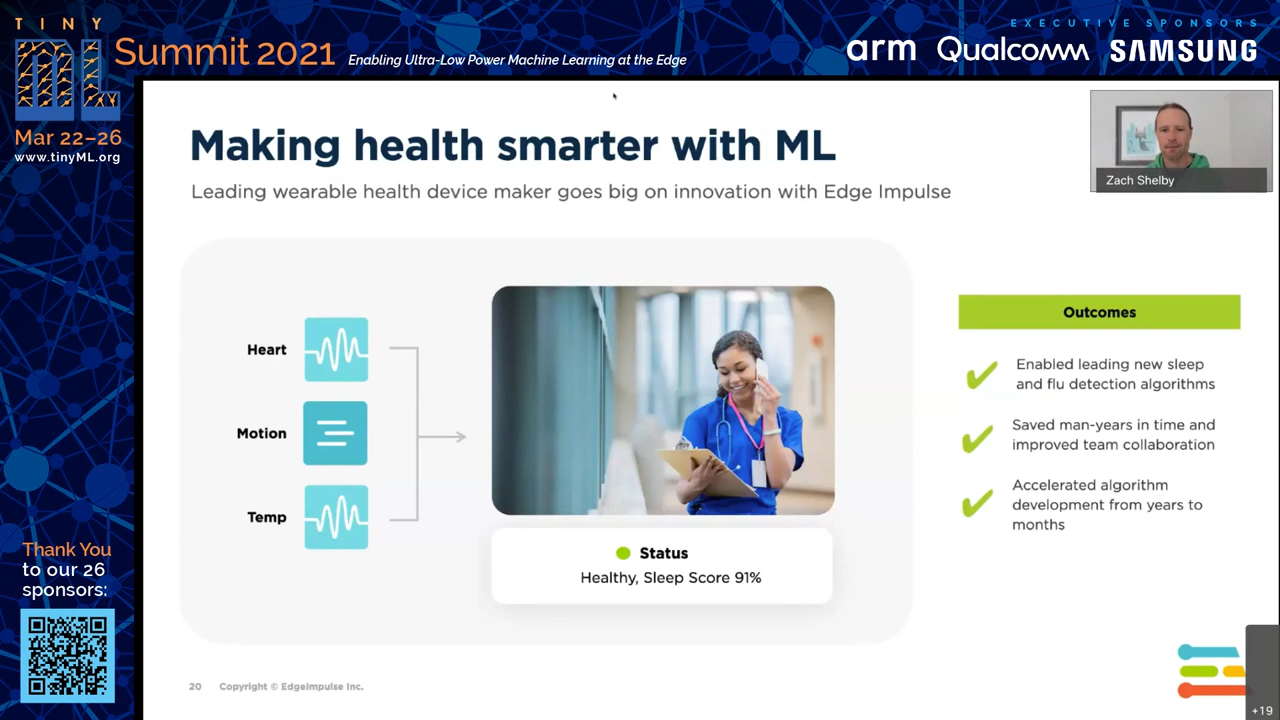 TINY
ML
Summit 2021
Enabling Ultra-Low Power Machine Learning at the Edge
EXECUTIVE SPONSORS
arm Qualcomm SAMSUNG
Mar 22–26
www.tinyML.org
Making health smarter with ML
Leading wearable health device maker goes big on innovation with Edge Impulse
Zach Shelby
Heart
Motion
Temp
Status
Healthy, Sleep Score 91%
Outcomes
Enabled leading new sleep
and flu detection algorithms
Saved man-years in time and
improved team collaboration
Accelerated algorithm
development from years to
months
Thank You
to our 26
sponsors:
20 Copyright © EdgeImpulse Inc.
+19